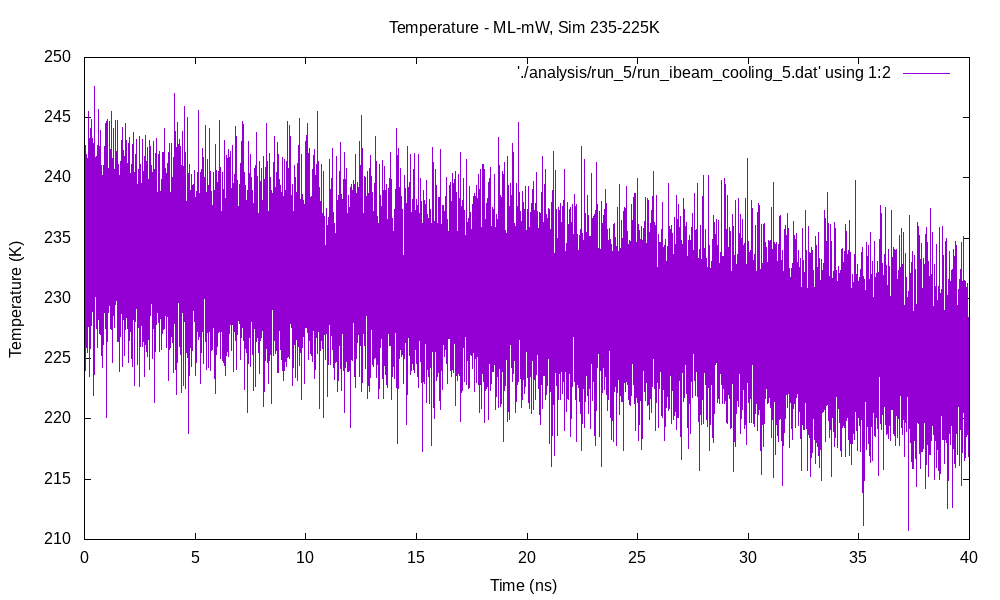 Temperature - ML-mW, Sim 235-225K
'./analysis/run_5/run_ibeam_cooling_5.dat' using 1:2
Temperature (K)
250
245
240
235
230
225
220
215
210
0 5 10 15 20 25 30 35 40
Time (ns)